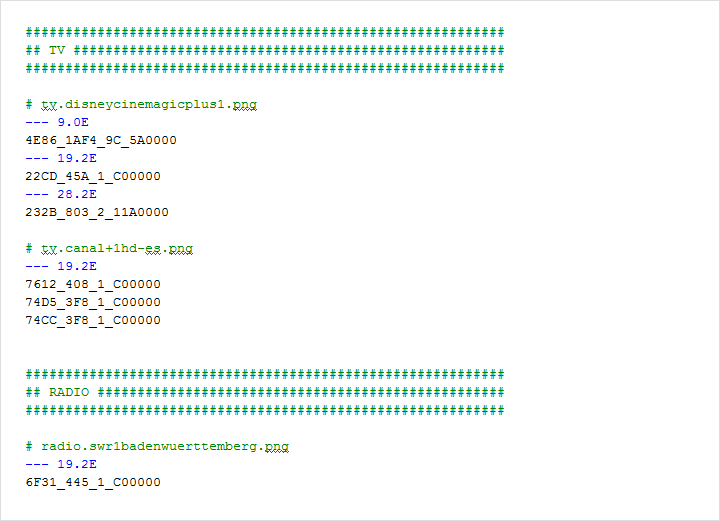 ############################################################
## TV ######################################################
############################################################
# tv.disneycinemagicplus1.png
--- 9.0E
4E86_1AF4_9C_5A0000
--- 19.2E
22CD_45A_1_C00000
--- 28.2E
232B_803_2_11A0000
# tv.canal+1hd-es.png
--- 19.2E
7612_408_1_C00000
74D5_3F8_1_C00000
74CC_3F8_1_C00000
############################################################
## RADIO ###################################################
############################################################
# radio.swr1badenwuerttemberg.png
--- 19.2E
6F31_445_1_C00000